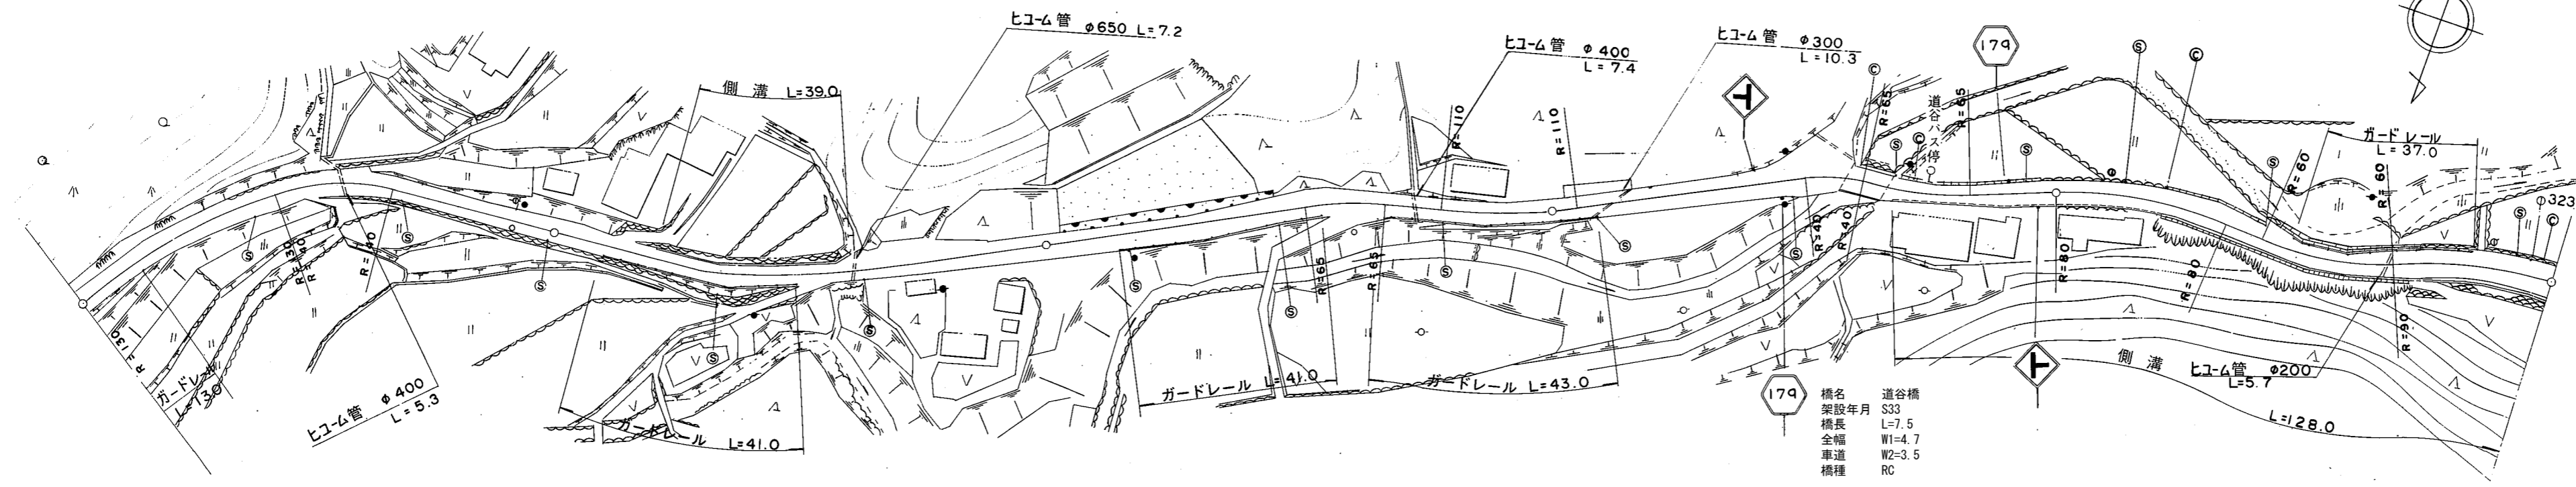 ヒユーム管 φ650 L=7.2
ヒユーム管 φ400
L=7.4
ヒユーム管 φ300
L=10.3
179
側溝 L=39.0
R=110
R=110
R=65
道谷バス停
R=65
ガードレール
L=37.0
R=60
R=60
φ323
R=130
ガードレール
L=130
R=30
R=40
R=40
ヒユーム管 φ400
L=5.3
ガードレール L=41.0
ガードレール L=41.0
R=65
R=65
ガードレール L=43.0
R=40
R=40
R=80
R=80
R=90
側溝
L=128.0
ヒユーム管 φ200
L=5.7
179
橋名 道谷橋
架設年月 S33
橋長 L=7.5
全幅 W1=4.7
車道 W2=3.5
橋種 RC